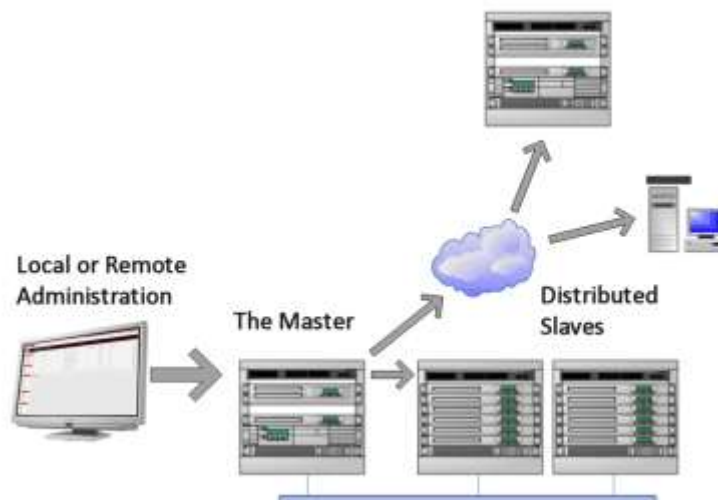 Local or Remote
Administration
The Master
Distributed
Slaves